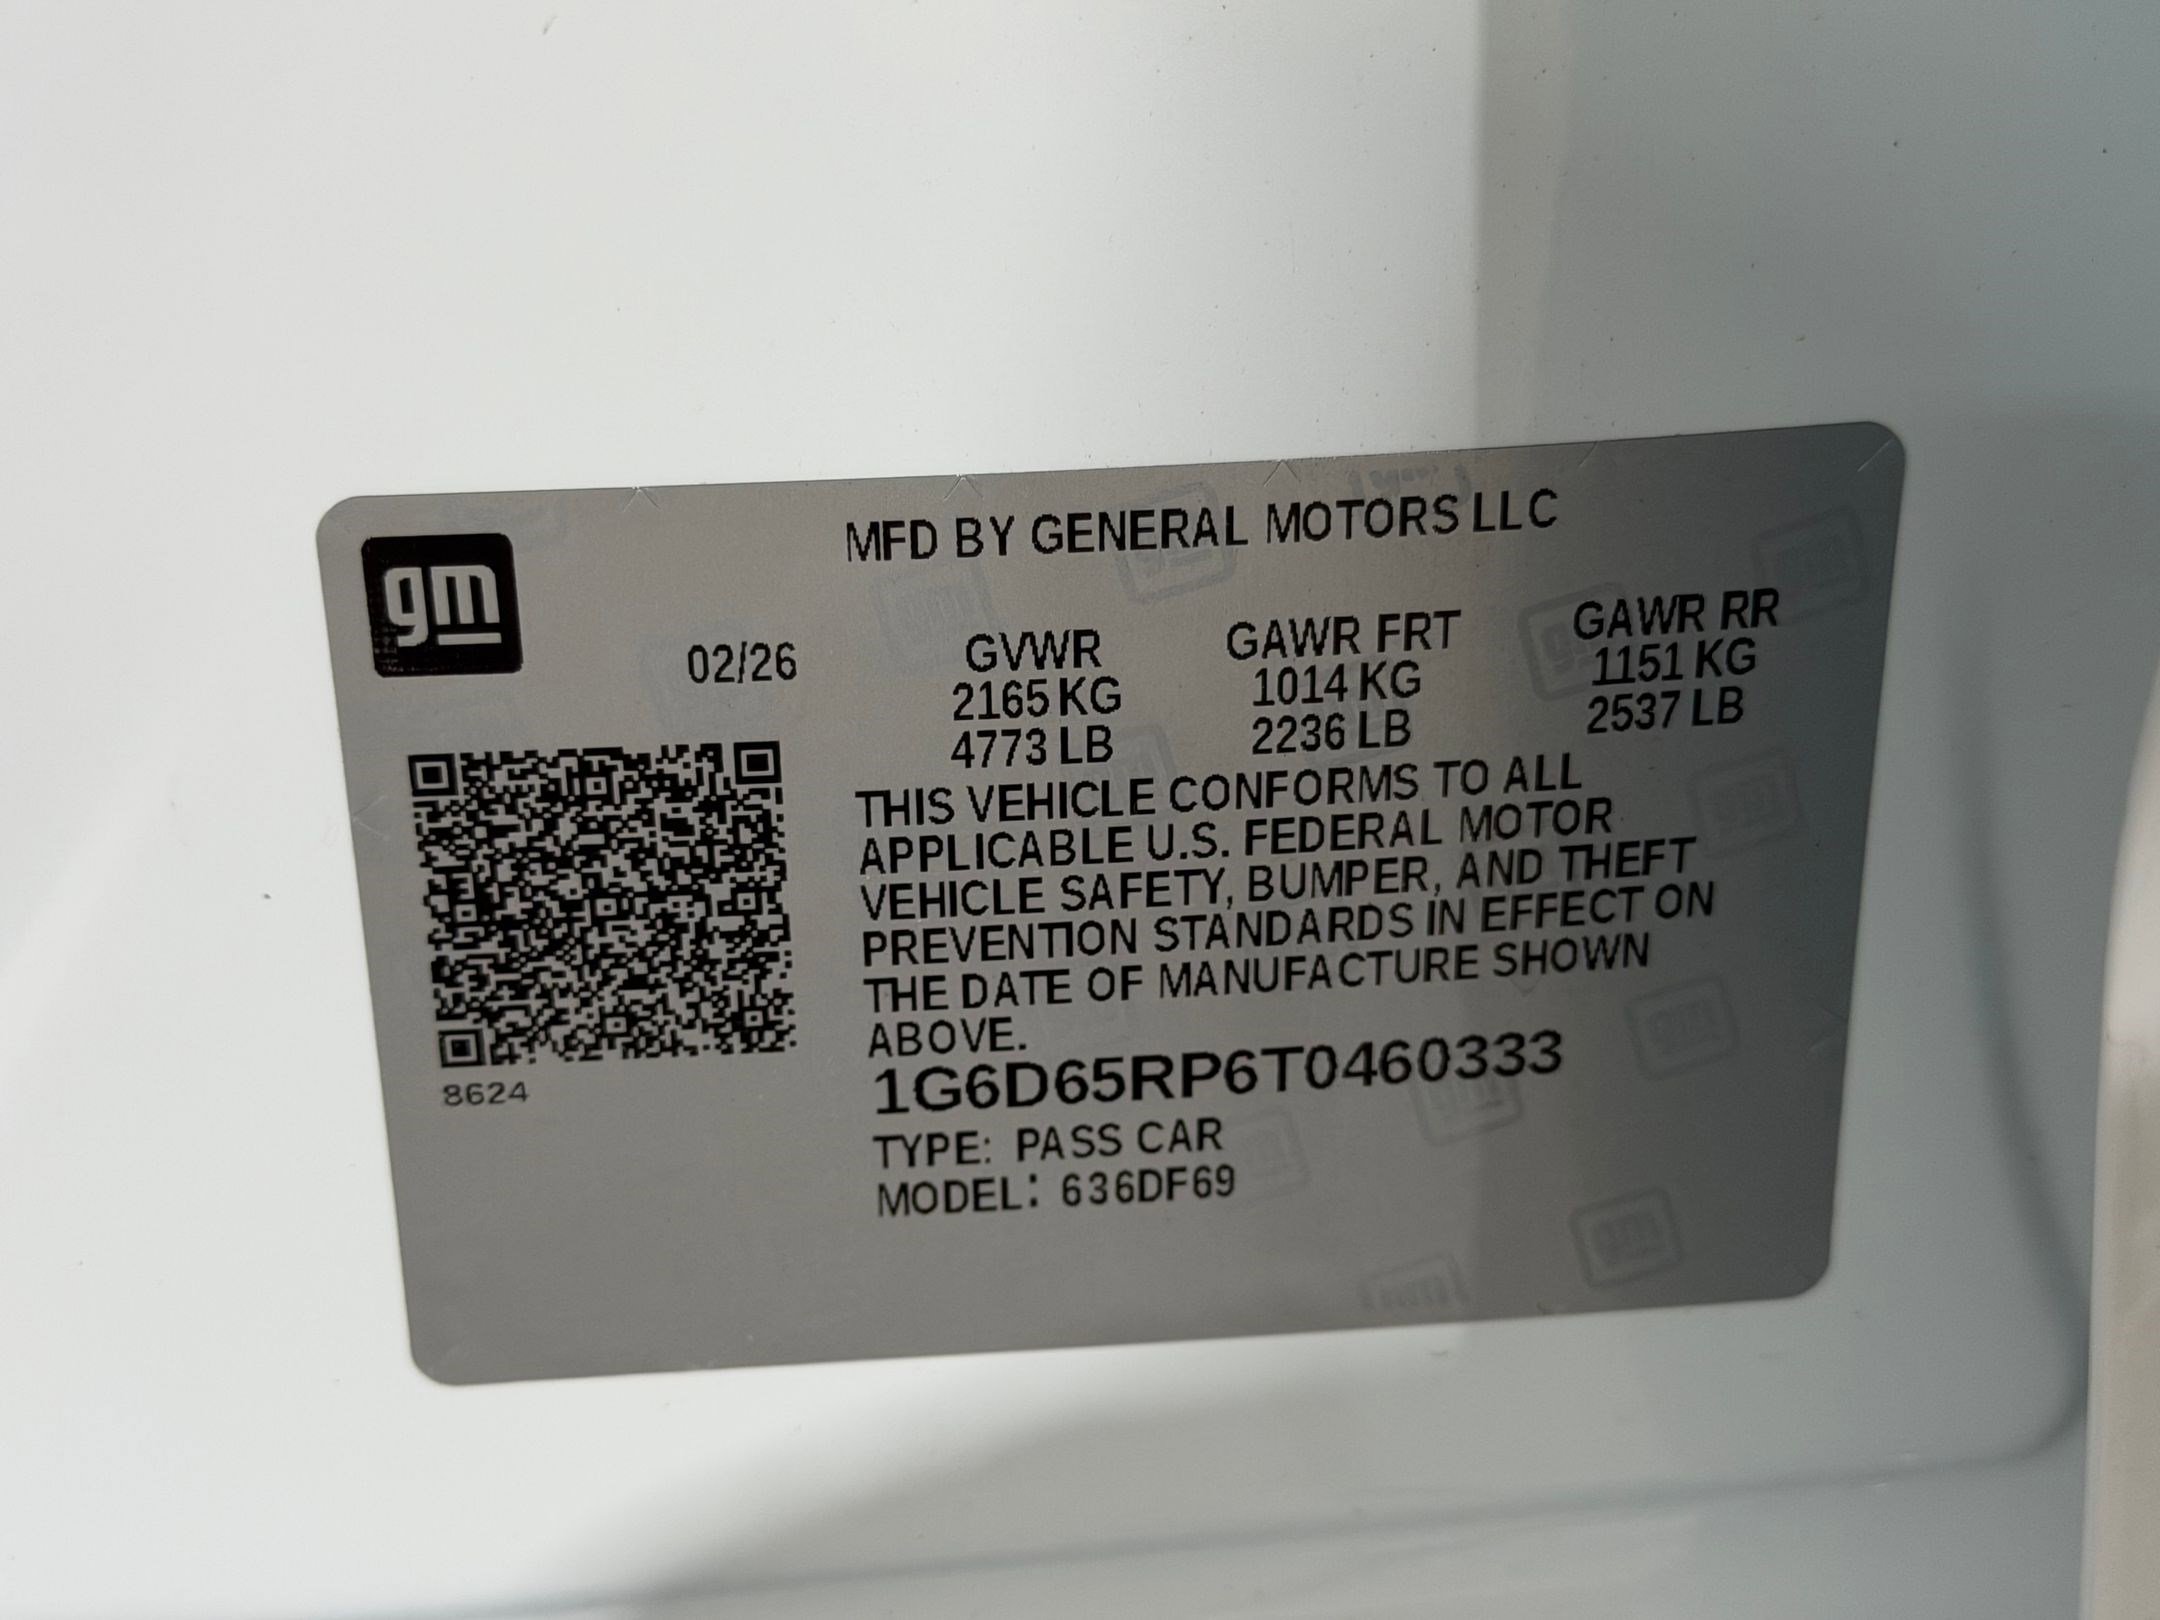 gm
MFD BY GENERAL MOTORS LLC
02/26
GVWR GAWR FRT GAWR RR
2165 KG 1014 KG 1151 KG
4773 LB 2236 LB 2537 LB
THIS VEHICLE CONFORMS TO ALL
APPLICABLE U.S. FEDERAL MOTOR
VEHICLE SAFETY, BUMPER, AND THEFT
PREVENTION STANDARDS IN EFFECT ON
THE DATE OF MANUFACTURE SHOWN
ABOVE.
8624
1G6D65RP6T0460333
TYPE: PASS CAR
MODEL: 636DF69